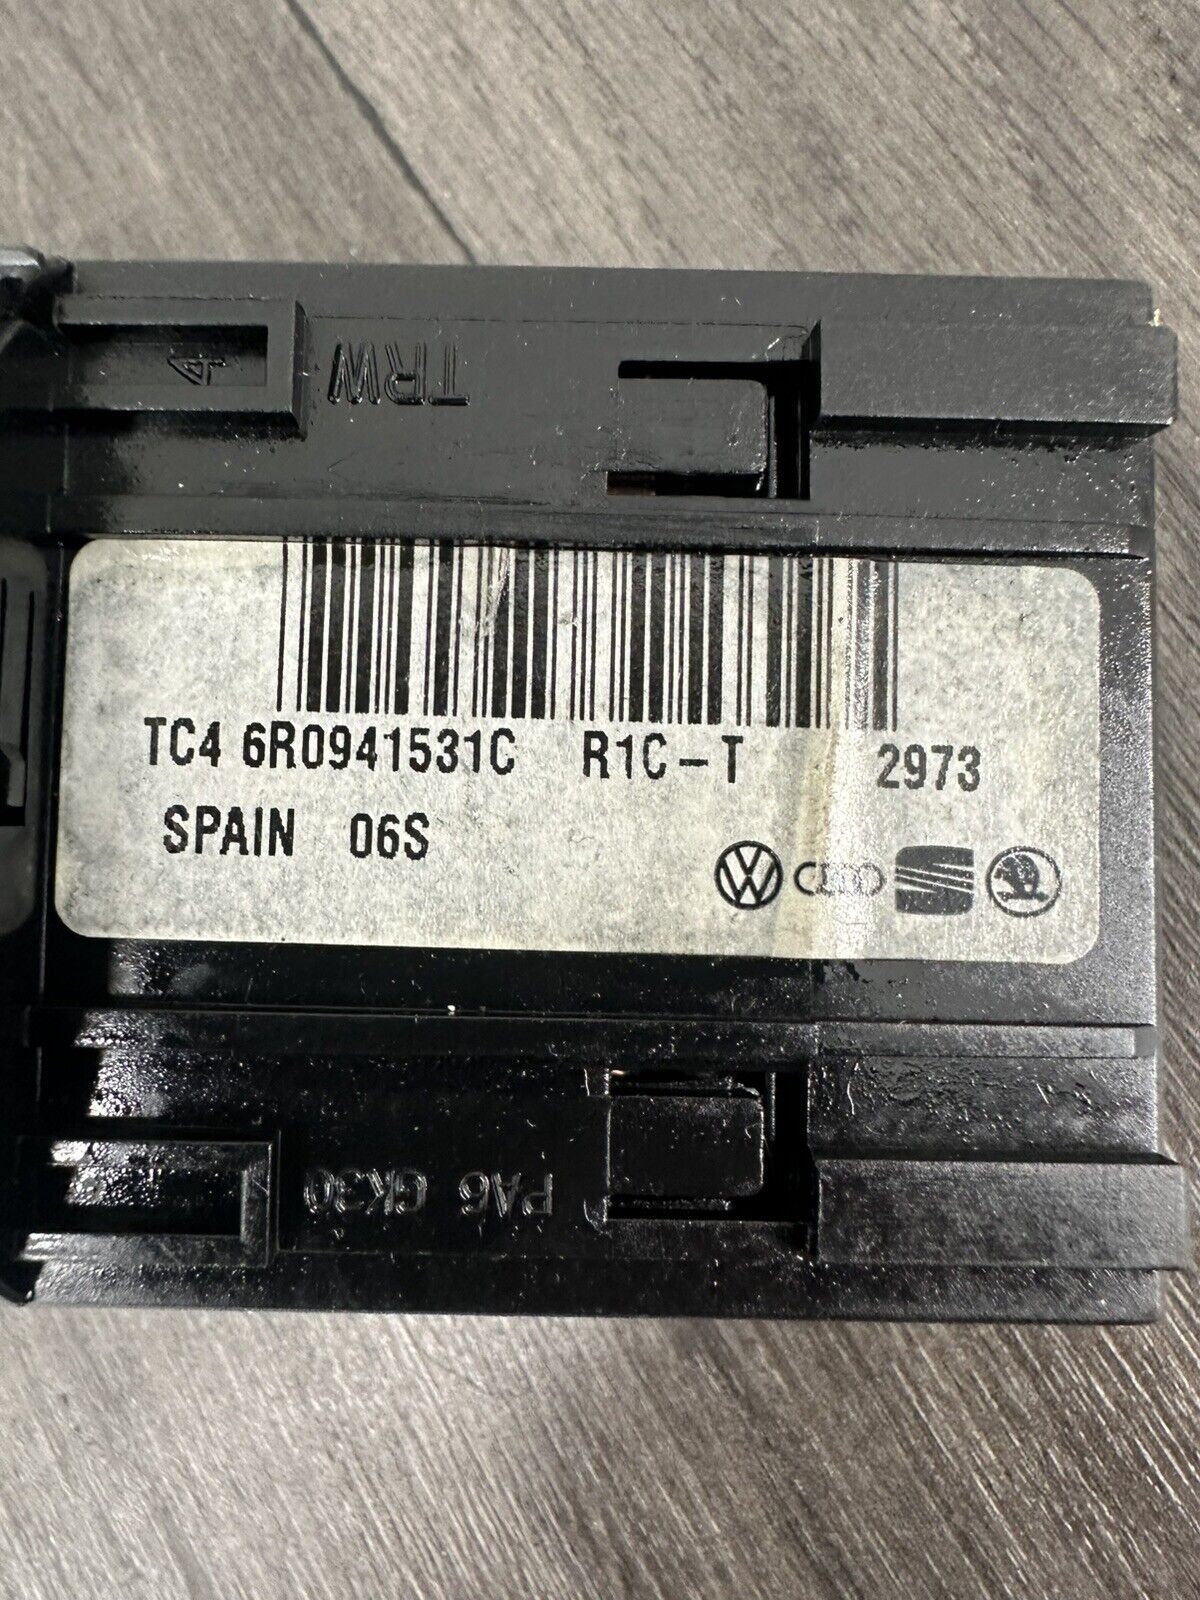 TRW
TC4 6R0941531C R1C-T 2973
SPAIN 06S
PA6 GK30